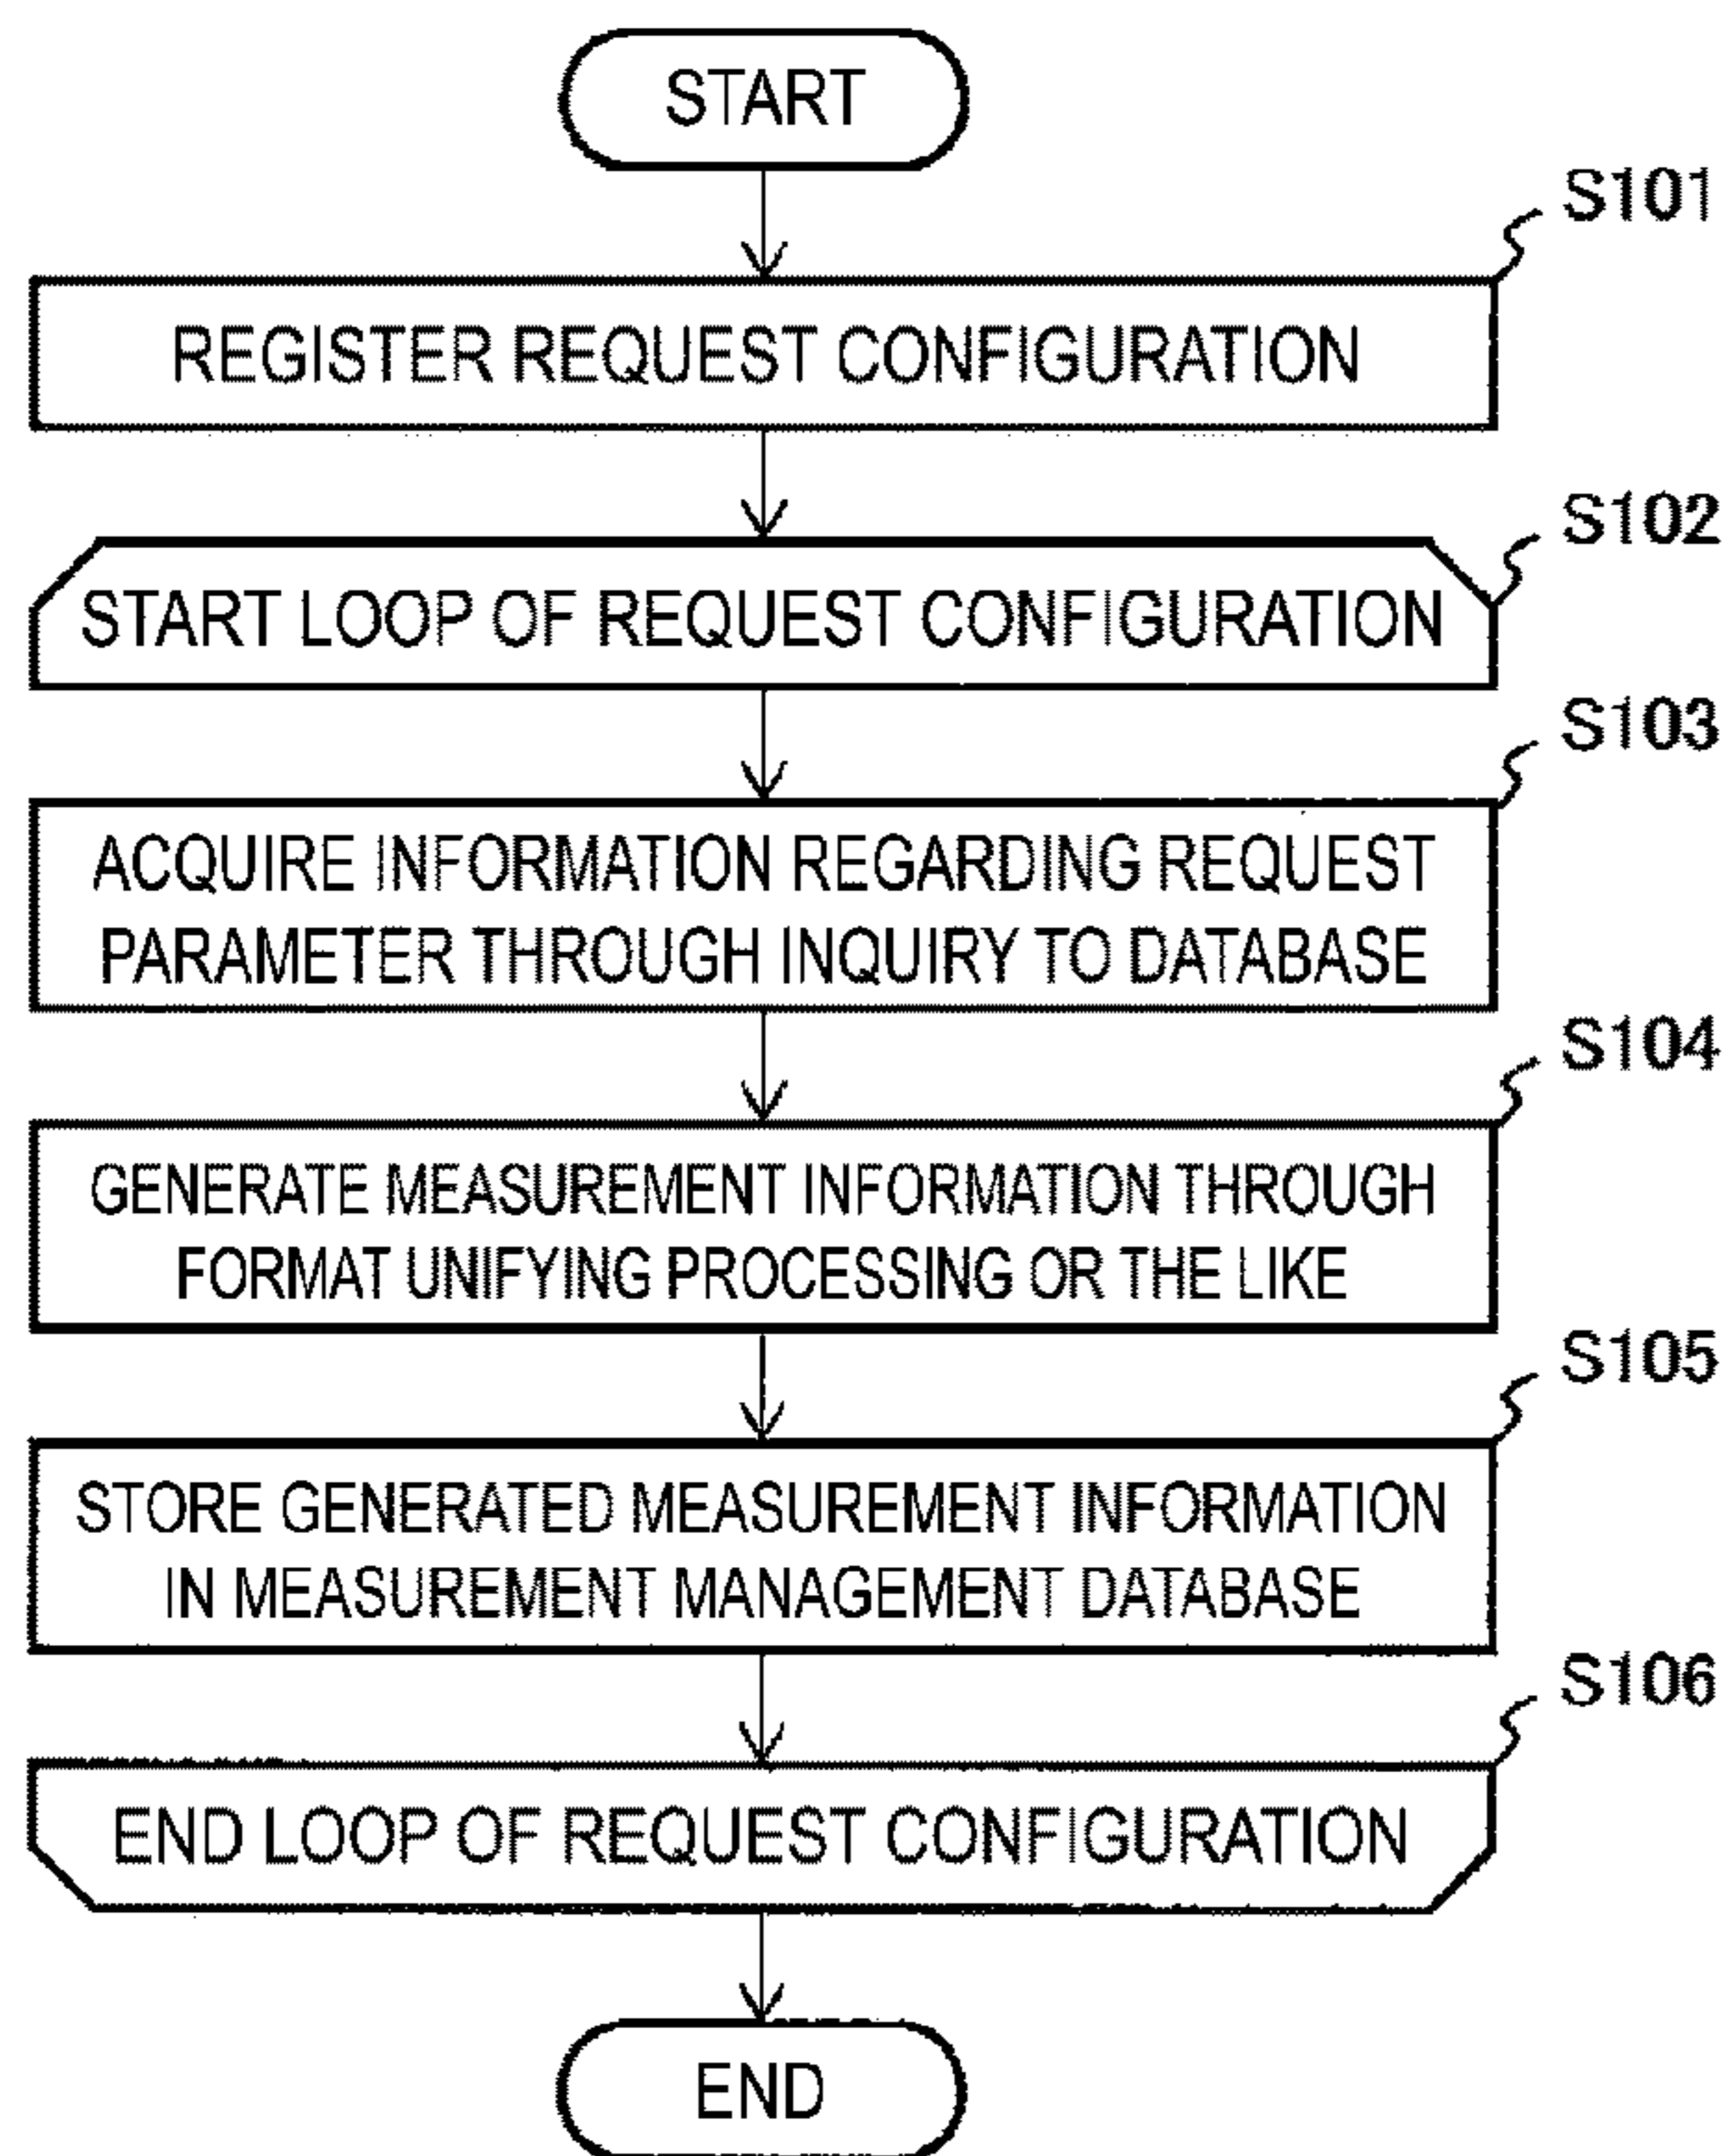 START
S101
REGISTER REQUEST CONFIGURATION
S102
START LOOP OF REQUEST CONFIGURATION
S103
ACQUIRE INFORMATION REGARDING REQUEST
PARAMETER THROUGH INQUIRY TO DATABASE
S104
GENERATE MEASUREMENT INFORMATION THROUGH
FORMAT UNIFYING PROCESSING OR THE LIKE
S105
STORE GENERATED MEASUREMENT INFORMATION
IN MEASUREMENT MANAGEMENT DATABASE
S106
END LOOP OF REQUEST CONFIGURATION
END